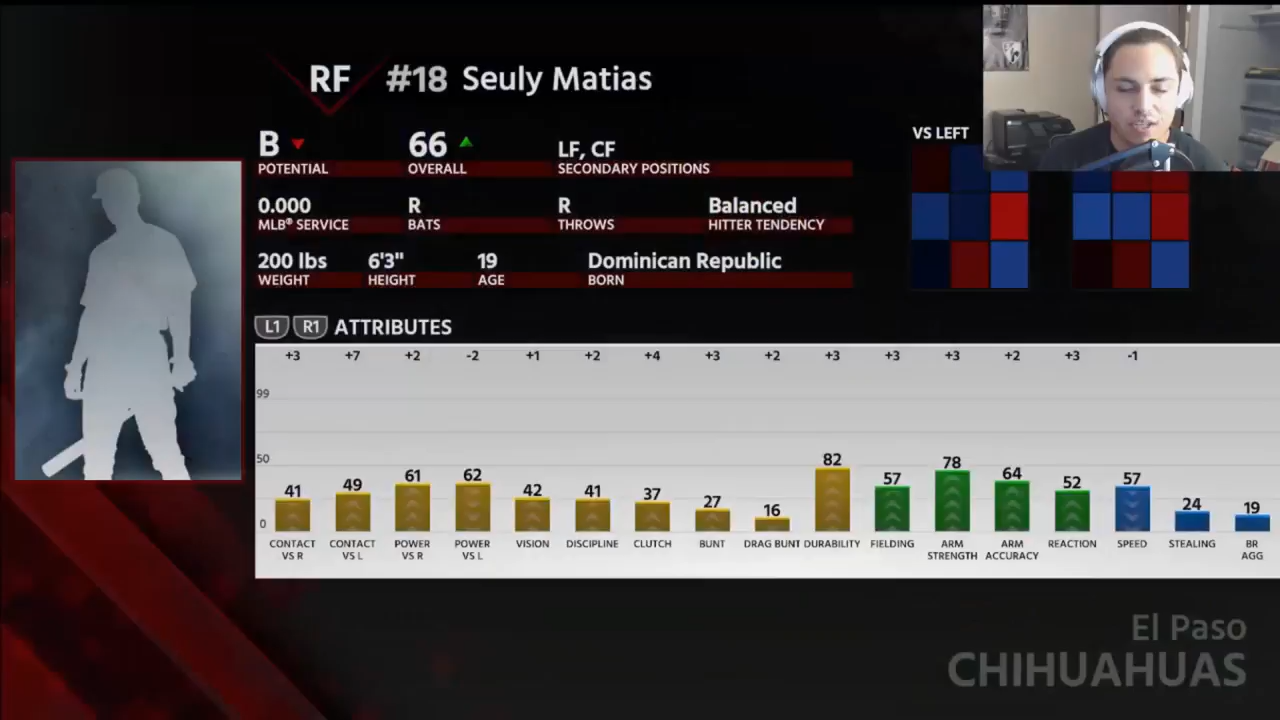 RF #18 Seuly Matias
B 66 LF, CF
POTENTIAL OVERALL SECONDARY POSITIONS
0.000 R R Balanced
MLB® SERVICE BATS THROWS HITTER TENDENCY
200 lbs 6'3" 19 Dominican Republic
WEIGHT HEIGHT AGE BORN
VS LEFT
L1 R1 ATTRIBUTES
+3 +7 +2 -2 +1 +2 +4 +3 +2 +3 +3 +3 +2 +3 -1
99
50
0
41 49 61 62 42 41 37 27 16 82 57 78 64 52 57 24 19
CONTACT CONTACT POWER POWER VISION DISCIPLINE CLUTCH BUNT DRAG BUNT DURABILITY FIELDING ARM ARM REACTION SPEED STEALING BR
VS R VS L VS R VS L STRENGTH ACCURACY AGG
El Paso
CHIHUAHUAS